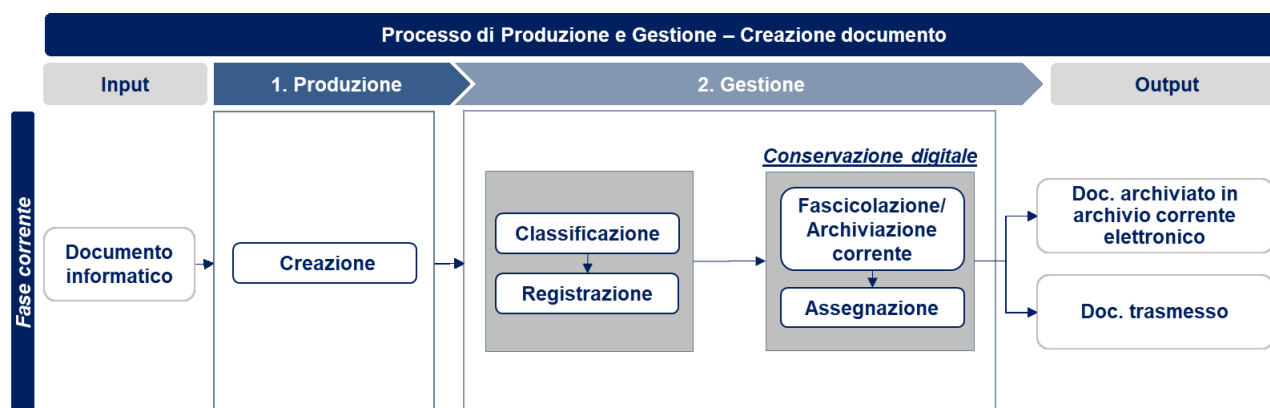 Processo di Produzione e Gestione – Creazione documento
Input
1. Produzione
2. Gestione
Output
Fase corrente
Documento
informatico
Creazione
Classificazione
Registrazione
Conservazione digitale
Fascicolazione/
Archiviazione
corrente
Assegnazione
Doc. archiviato in
archivio corrente
elettronico
Doc. trasmesso